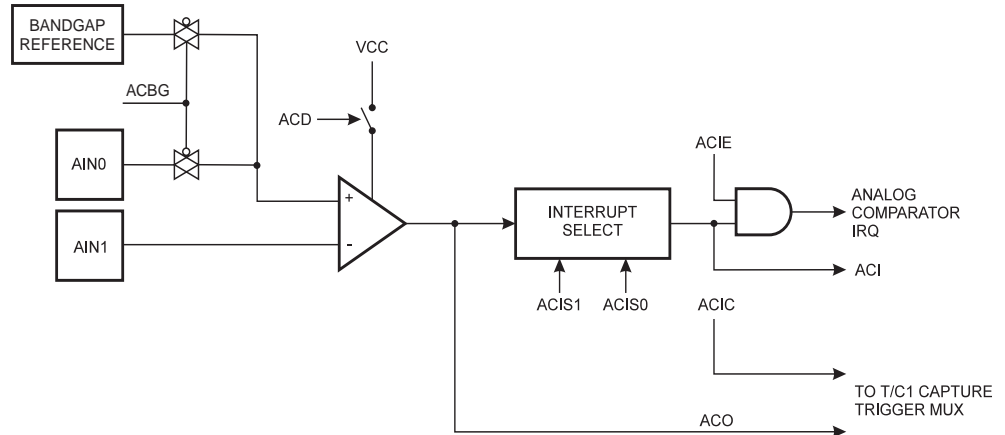 BANDGAP
REFERENCE
VCC
ACBG
ACD
AIN0
ACIE
AIN1
+
-
INTERRUPT
SELECT
ANALOG
COMPARATOR
IRQ
ACI
ACIS1
ACIS0
ACIC
TO T/C1 CAPTURE
TRIGGER MUX
ACO